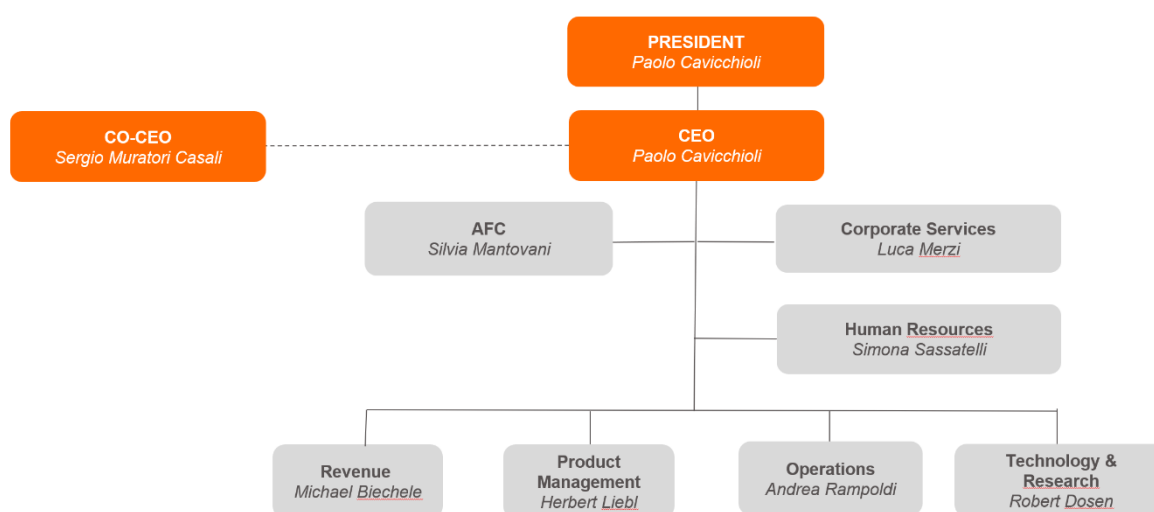 PRESIDENT
Paolo Cavicchioli
CO-CEO
Sergio Muratori Casali
CEO
Paolo Cavicchioli
AFC
Silvia Mantovani
Corporate Services
Luca Merzi
Human Resources
Simona Sassatelli
Revenue
Michael Biechele
Product
Management
Herbert Liebl
Operations
Andrea Rampoldi
Technology &
Research
Robert Dosen